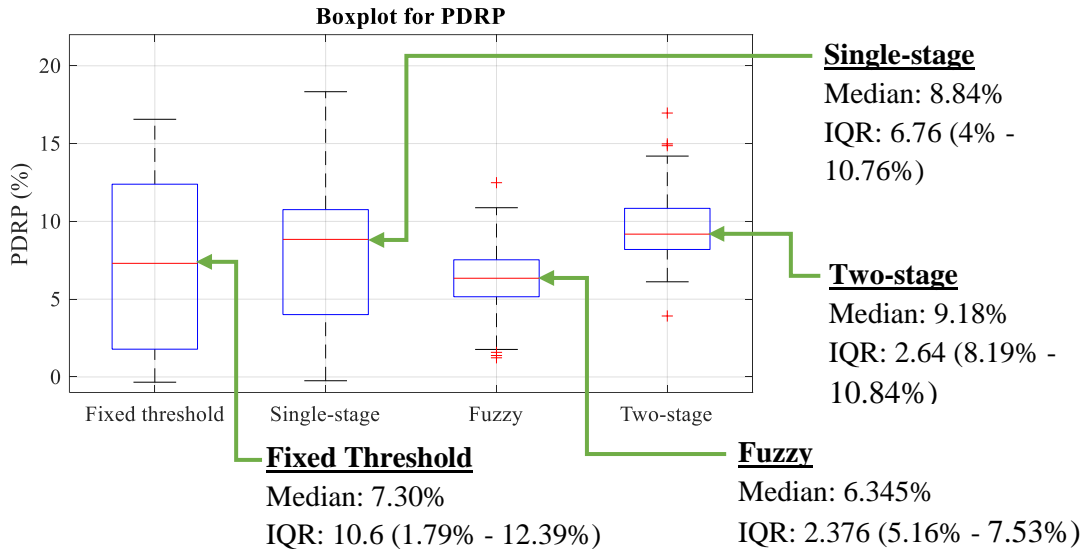 Boxplot for PDRP
PDRP (%)
20
15
10
5
0
Fixed threshold
Single-stage
Fuzzy
Two-stage
Single-stage
Median: 8.84%
IQR: 6.76 (4% -
10.76%)
Two-stage
Median: 9.18%
IQR: 2.64 (8.19% -
10.84%)
Fixed Threshold
Median: 7.30%
IQR: 10.6 (1.79% - 12.39%)
Fuzzy
Median: 6.345%
IQR: 2.376 (5.16% - 7.53%)